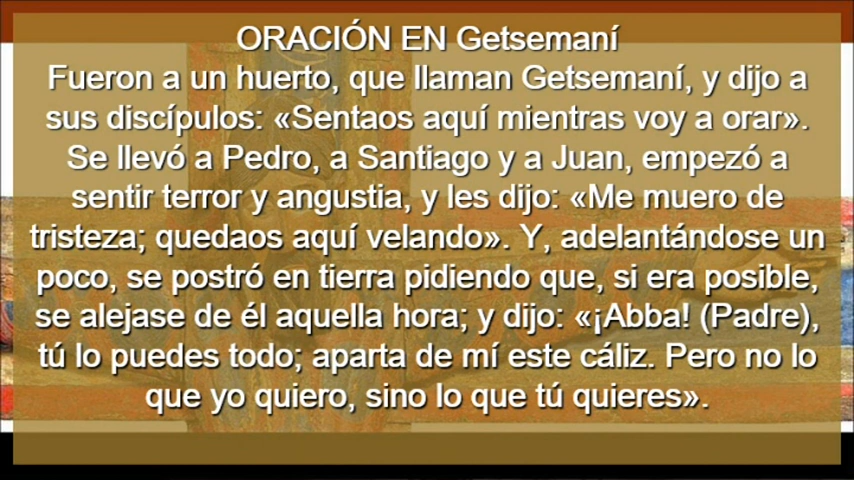 ORACIÓN EN Getsemaní
Fueron a un huerto, que llaman Getsemaní, y dijo a
sus discípulos: «Sentaos aquí mientras voy a orar».
Se llevó a Pedro, a Santiago y a Juan, empezó a
sentir terror y angustia, y les dijo: «Me muero de
tristeza; quedaos aquí velando». Y, adelantándose un
poco, se postró en tierra pidiendo que, si era posible,
se alejase de él aquella hora; y dijo: «¡Abba! (Padre),
tú lo puedes todo; aparta de mí este cáliz. Pero no lo
que yo quiero, sino lo que tú quieres».